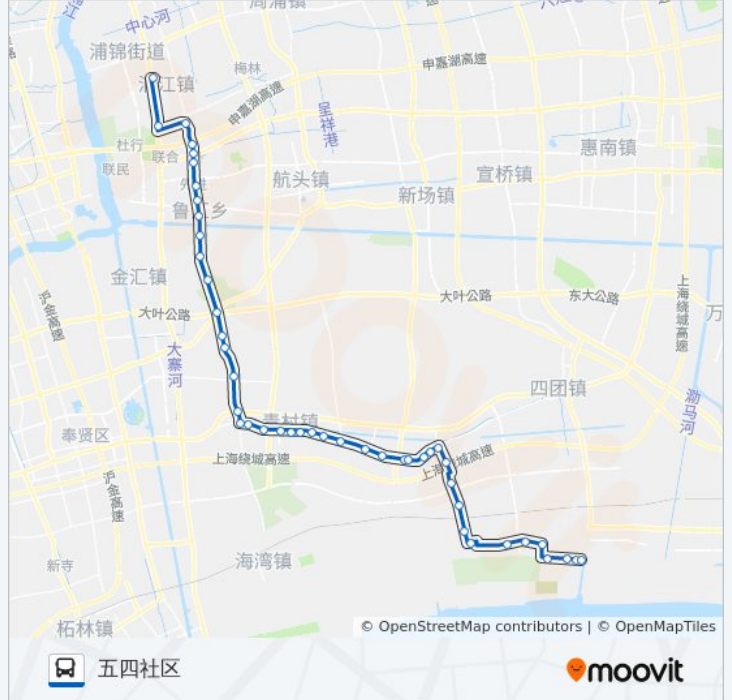 周浦镇
中心河
浦锦街道
梅林
申嘉湖高速
浦江镇
申嘉湖高速
呈祥港
杜行
联合
联民
惠南镇
航头镇
宣桥镇
新场镇
金汇镇
大叶公路
大叶公路
东大公路
上海绕城高速
沪金高速
万
大寨河
四团镇
泐马河
青村镇
奉贤区
上海绕城高速
上海绕城高速
沪金高速
海湾镇
新寺
柘林镇
© OpenStreetMap contributors | © OpenMapTiles
五四社区
moovit